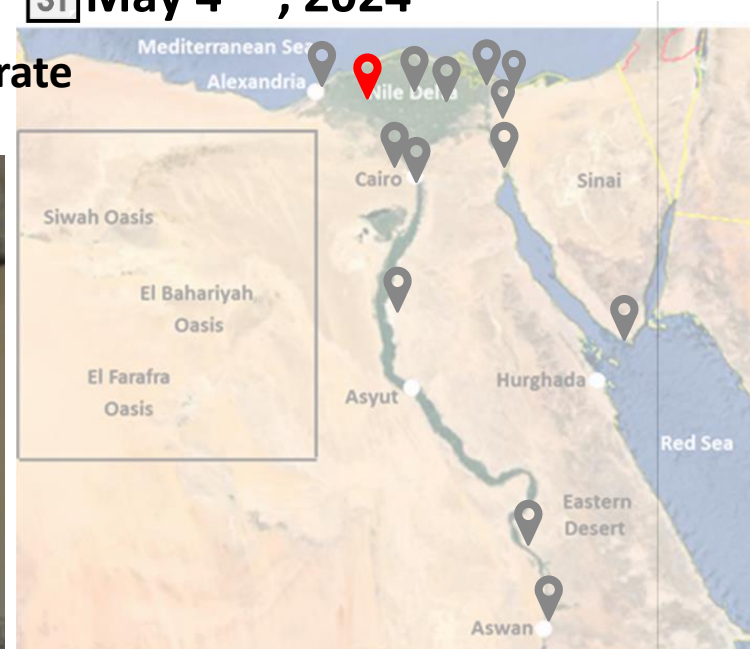 31 May 4 , 2024
rate
Mediterranean Sea
Alexandria
Nile Delta
Cairo
Sinai
Siwah Oasis
El Bahariyah
Oasis
El Farafra
Oasis
Asyut
Hurghada
Red Sea
Eastern
Desert
Aswan